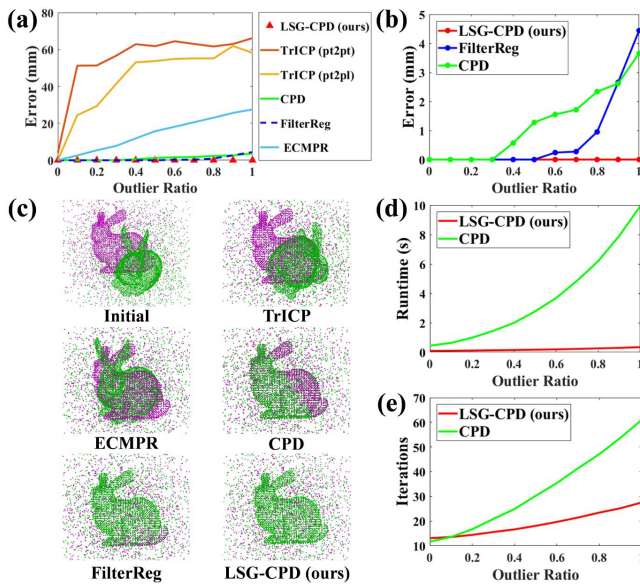 (a)
Error (mm)
80
60
40
20
0
0 0.2 0.4 0.6 0.8 1
Outlier Ratio
LSG-CPD (ours)
TrICP (pt2pt)
TrICP (pt2pl)
CPD
FilterReg
ECMPR
(b)
Error (mm)
5
4
3
2
1
0
LSG-CPD (ours)
FilterReg
CPD
0 0.2 0.4 0.6 0.8 1
Outlier Ratio
(c)
Initial
TrICP
ECMPR
CPD
FilterReg
LSG-CPD (ours)
(d)
Runtime (s)
10
8
6
4
2
0
LSG-CPD (ours)
CPD
0 0.2 0.4 0.6 0.8 1
Outlier Ratio
(e)
Iterations
70
60
50
40
30
20
10
LSG-CPD (ours)
CPD
0 0.2 0.4 0.6 0.8 1
Outlier Ratio